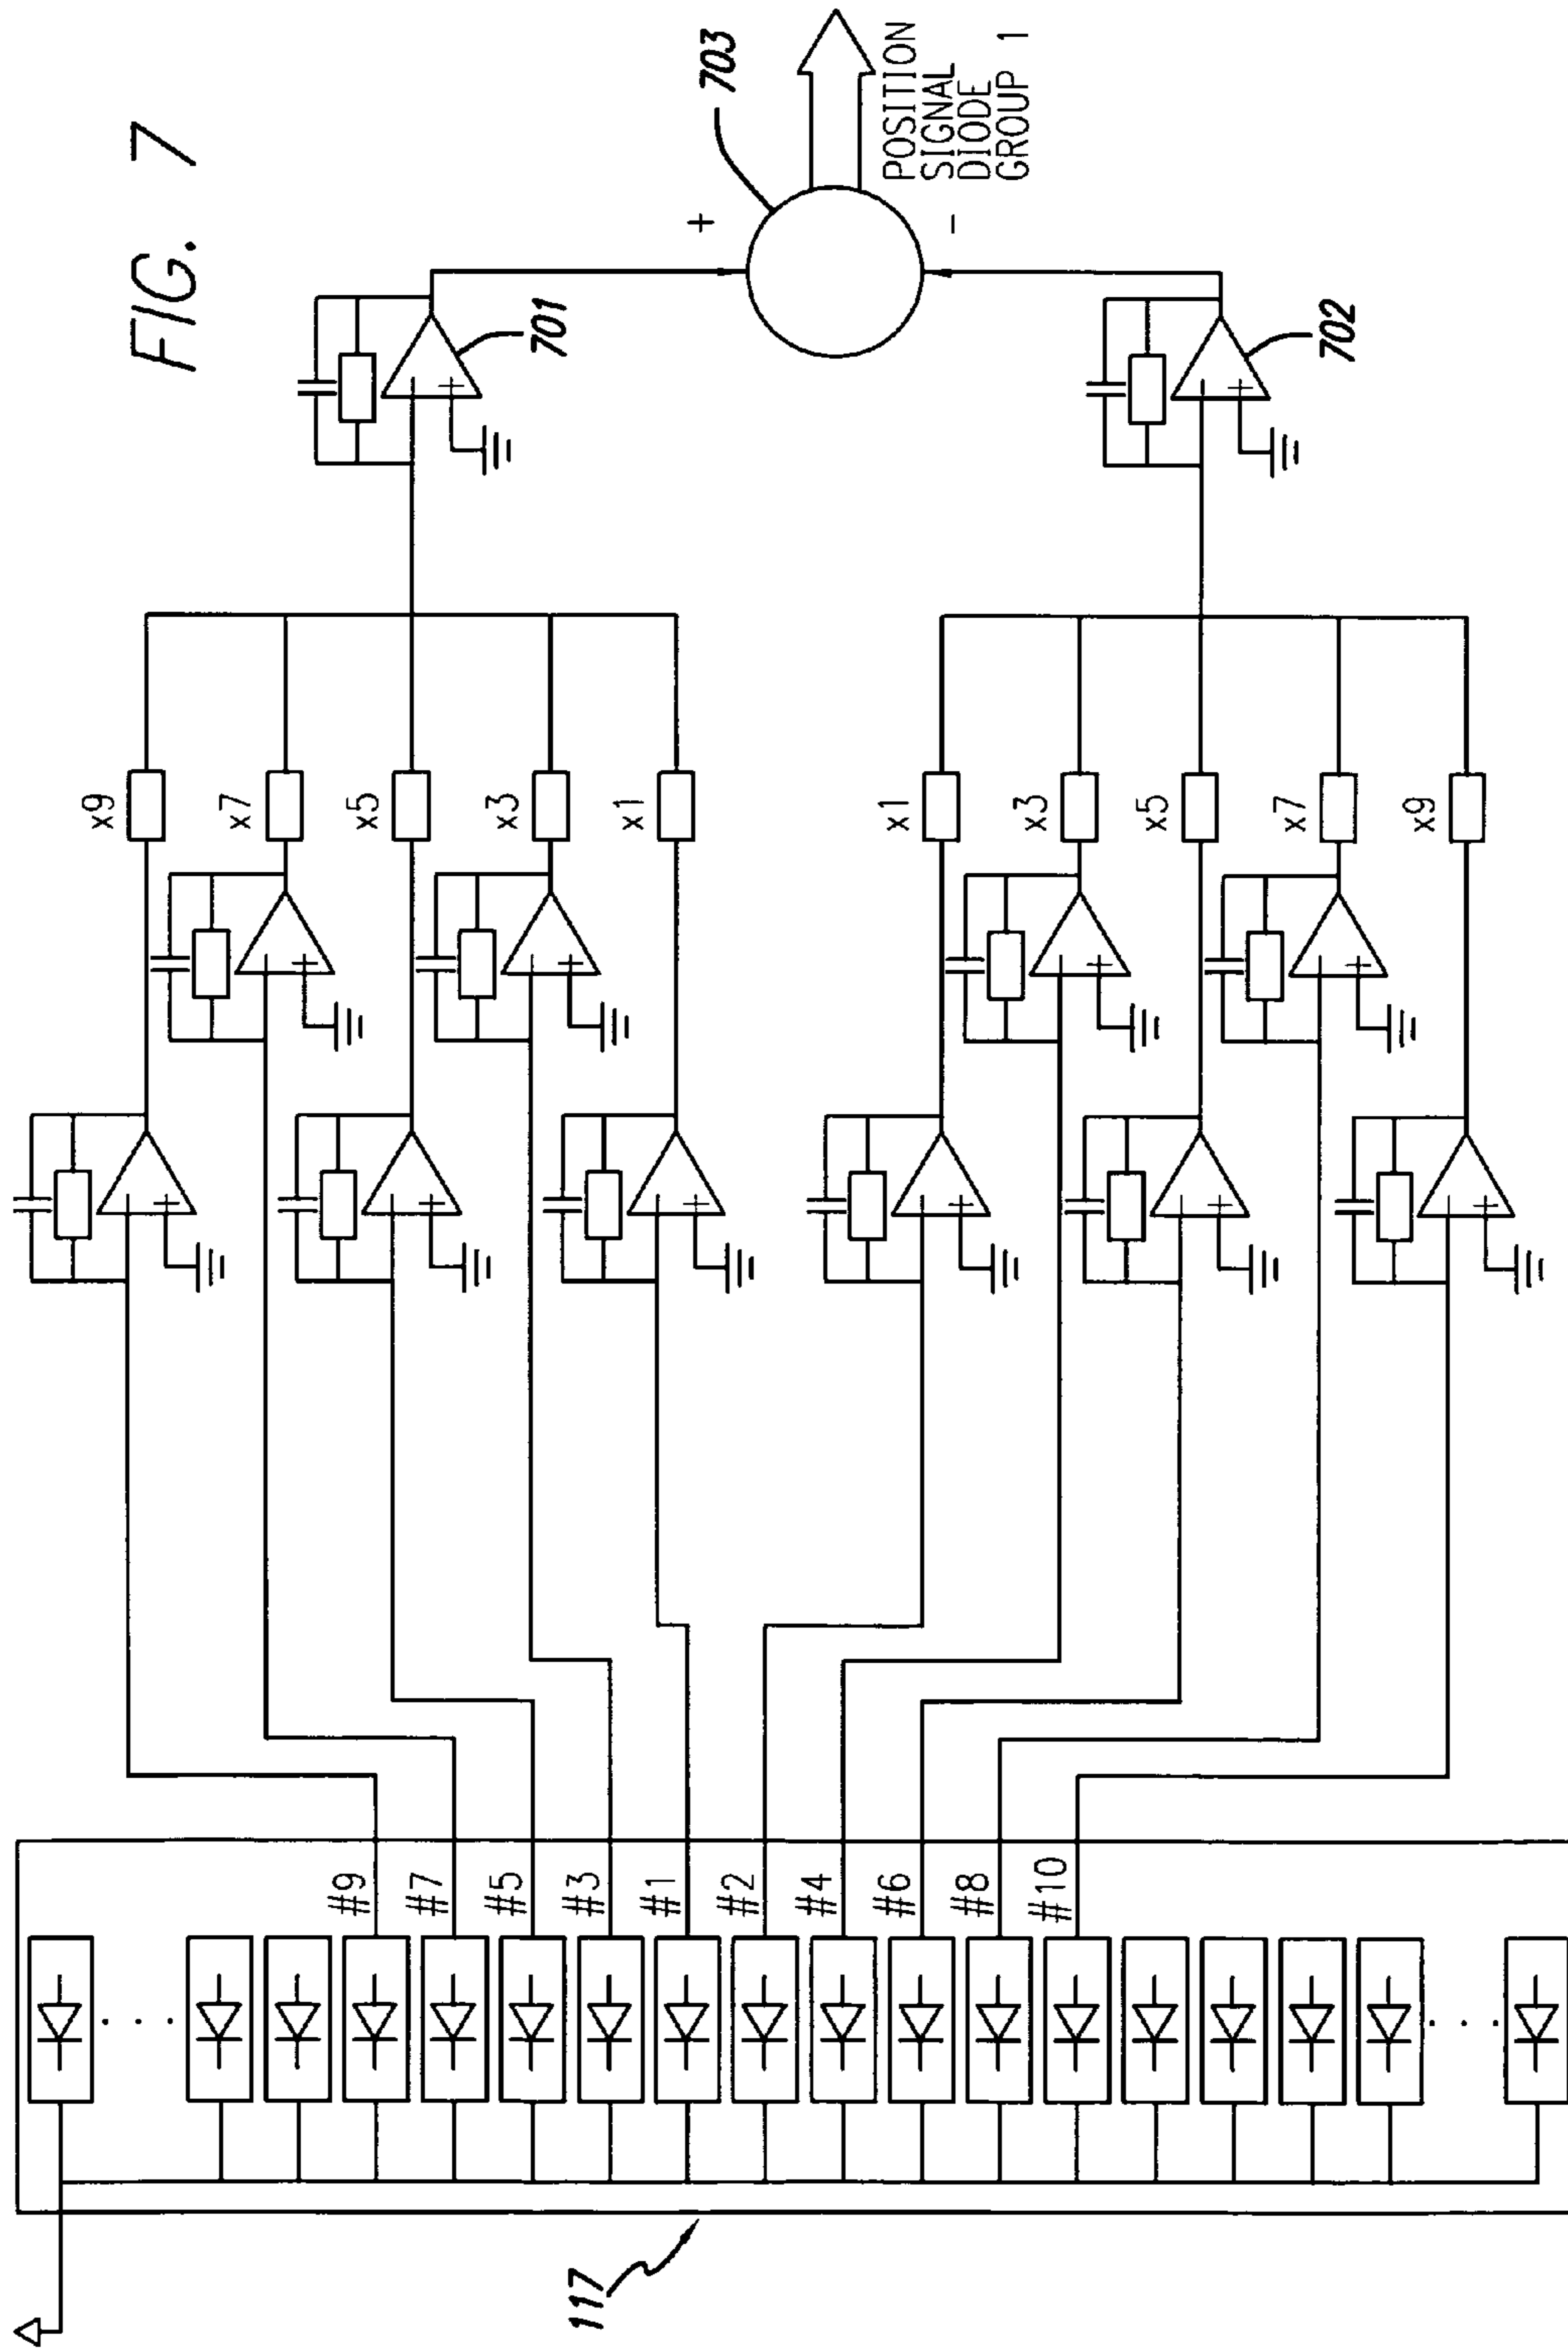 FIG. 7
703
+
-
POSITION
SIGNAL
DIODE
GROUP 1
701
702
x9
x7
x5
x3
x1
x1
x3
x5
x7
x9
#9
#7
#5
#3
#1
#2
#4
#6
#8
#10
117